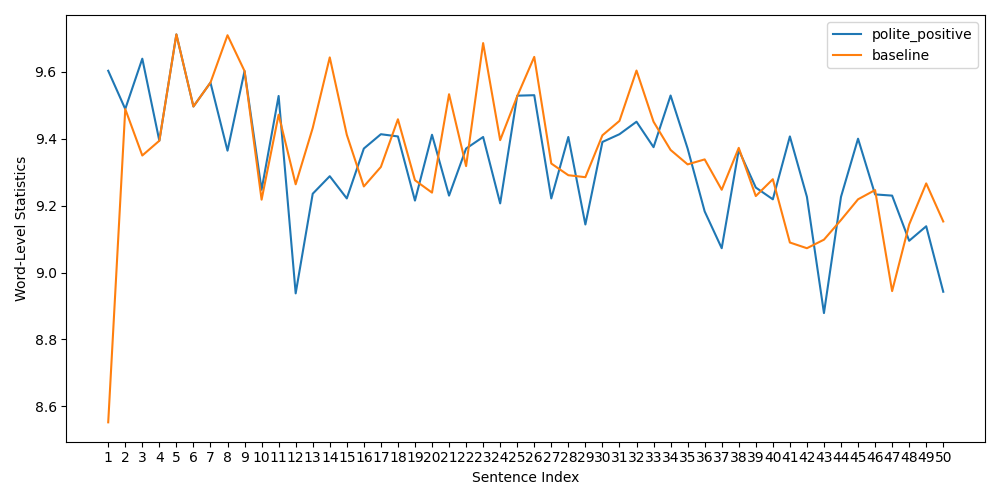 polite_positive
baseline
9.6
9.4
9.2
9.0
8.8
8.6
Word-Level Statistics
1 2 3 4 5 6 7 8 9 10 11 12 13 14 15 16 17 18 19 20 21 22 23 24 25 26 27 28 29 30 31 32 33 34 35 36 37 38 39 40 41 42 43 44 45 46 47 48 49 50
Sentence Index